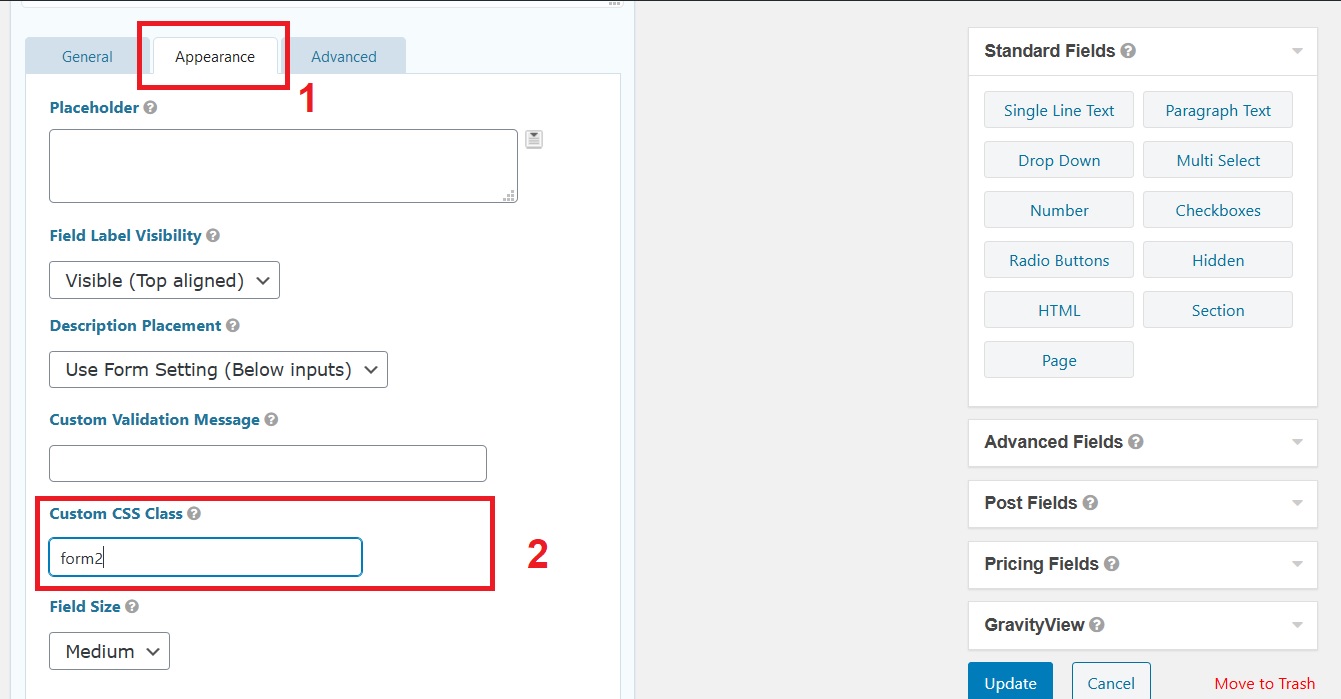 General
Appearance
Advanced
1
Placeholder
Field Label Visibility
Visible (Top aligned)
Description Placement
Use Form Setting (Below inputs)
Custom Validation Message
Custom CSS Class
form2
2
Field Size
Medium
Standard Fields
Single Line Text
Paragraph Text
Drop Down
Multi Select
Number
Checkboxes
Radio Buttons
Hidden
HTML
Section
Page
Advanced Fields
Post Fields
Pricing Fields
GravityView
Update
Cancel
Move to Trash